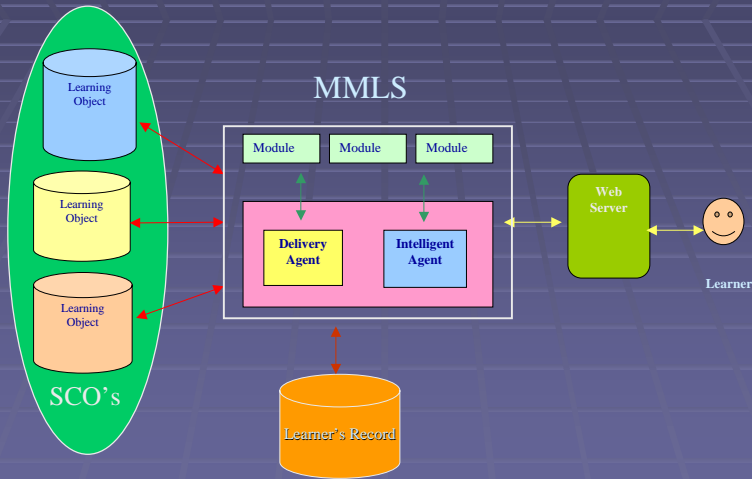 MMLS
Learning
Object
Learning
Object
Learning
Object
SCO's
Module
Module
Module
Delivery
Agent
Intelligent
Agent
Web
Server
Learner
Learner's Record